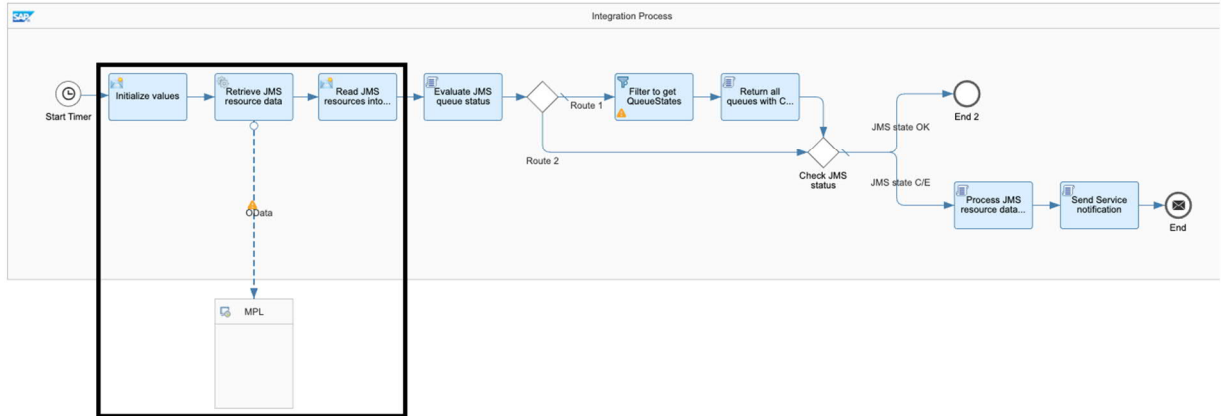 SAP
Integration Process
Start Timer
Initialize values
Retrieve JMS
resource data
Read JMS
resources into...
Evaluate JMS
queue status
Route 1
Route 2
Filter to get
QueueStates
Return all
queues with C...
Check JMS
status
JMS state OK
End 2
JMS state C/E
Process JMS
resource data...
Send Service
notification
End
OData
MPL